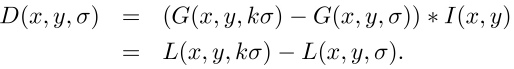 D(x, y, σ) = (G(x, y, kσ) − G(x, y, σ)) ∗ I(x, y)
= L(x, y, kσ) − L(x, y, σ).